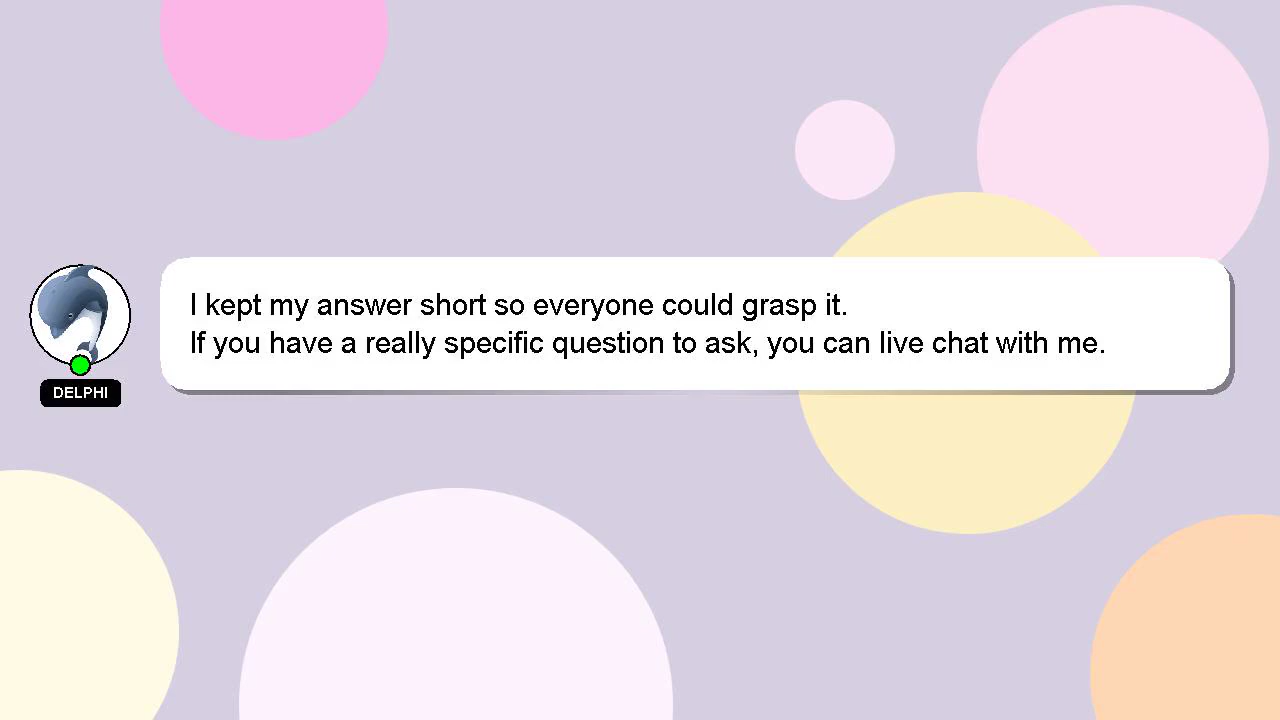 I kept my answer short so everyone could grasp it.
If you have a really specific question to ask, you can live chat with me.
DELPHI